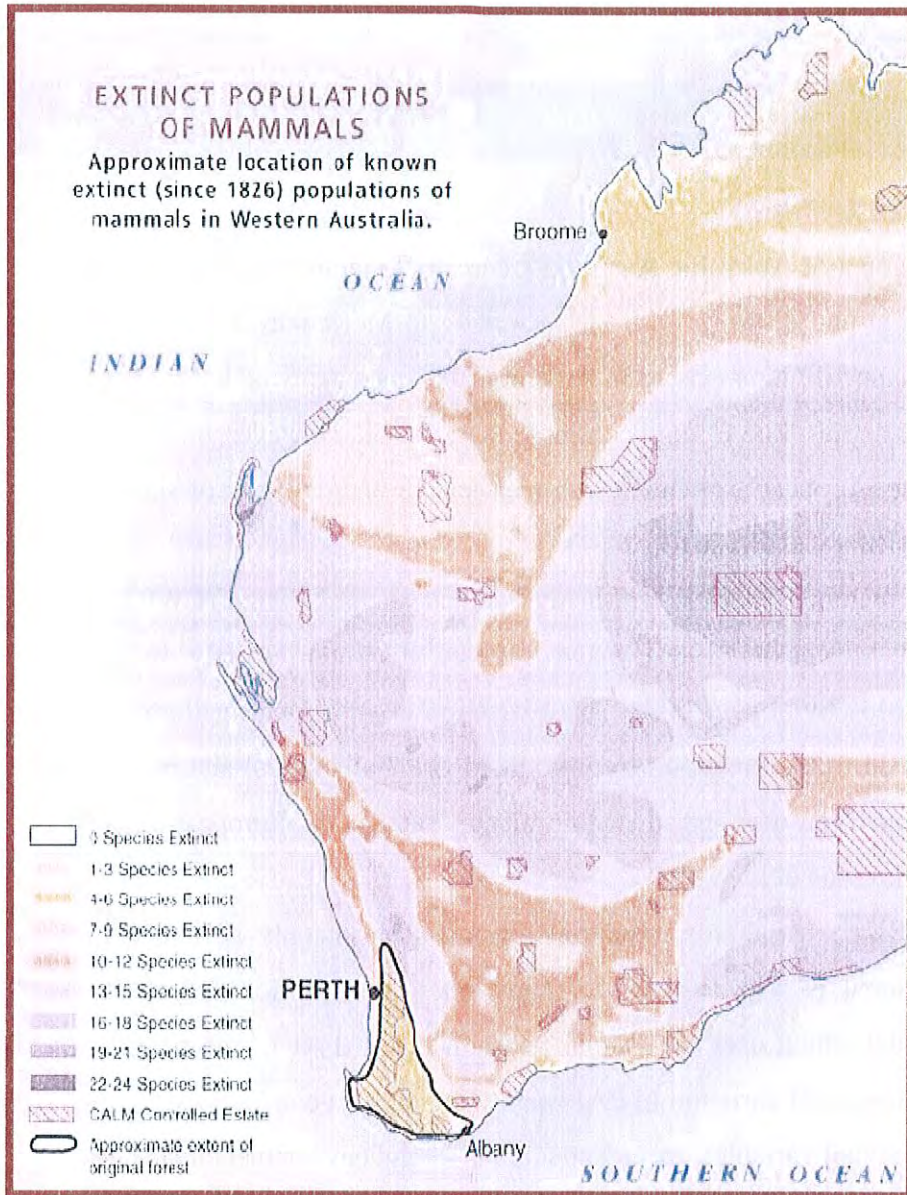 EXTINCT POPULATIONS
OF MAMMALS
Approximate location of known
extinct (since 1826) populations of
mammals in Western Australia.
Broome
OCEAN
INDIAN
0 Species Extinct
1-3 Species Extinct
4-6 Species Extinct
7-9 Species Extinct
10-12 Species Extinct
13-15 Species Extinct
16-18 Species Extinct
19-21 Species Extinct
22-24 Species Extinct
CALM Controlled Estate
Approximate extent of
original forest
PERTH
Albany
SOUTHERN OCEAN